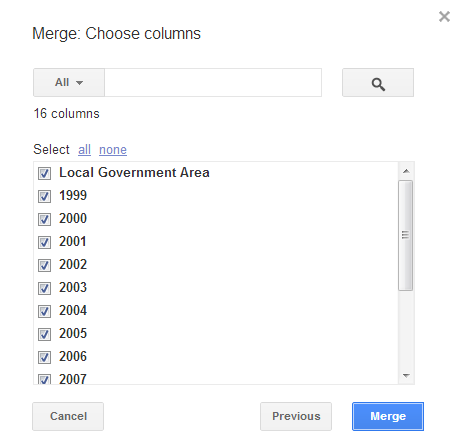 Merge: Choose columns
All
16 columns
Select all none
Local Government Area
1999
2000
2001
2002
2003
2004
2005
2006
2007
Cancel Previous Merge